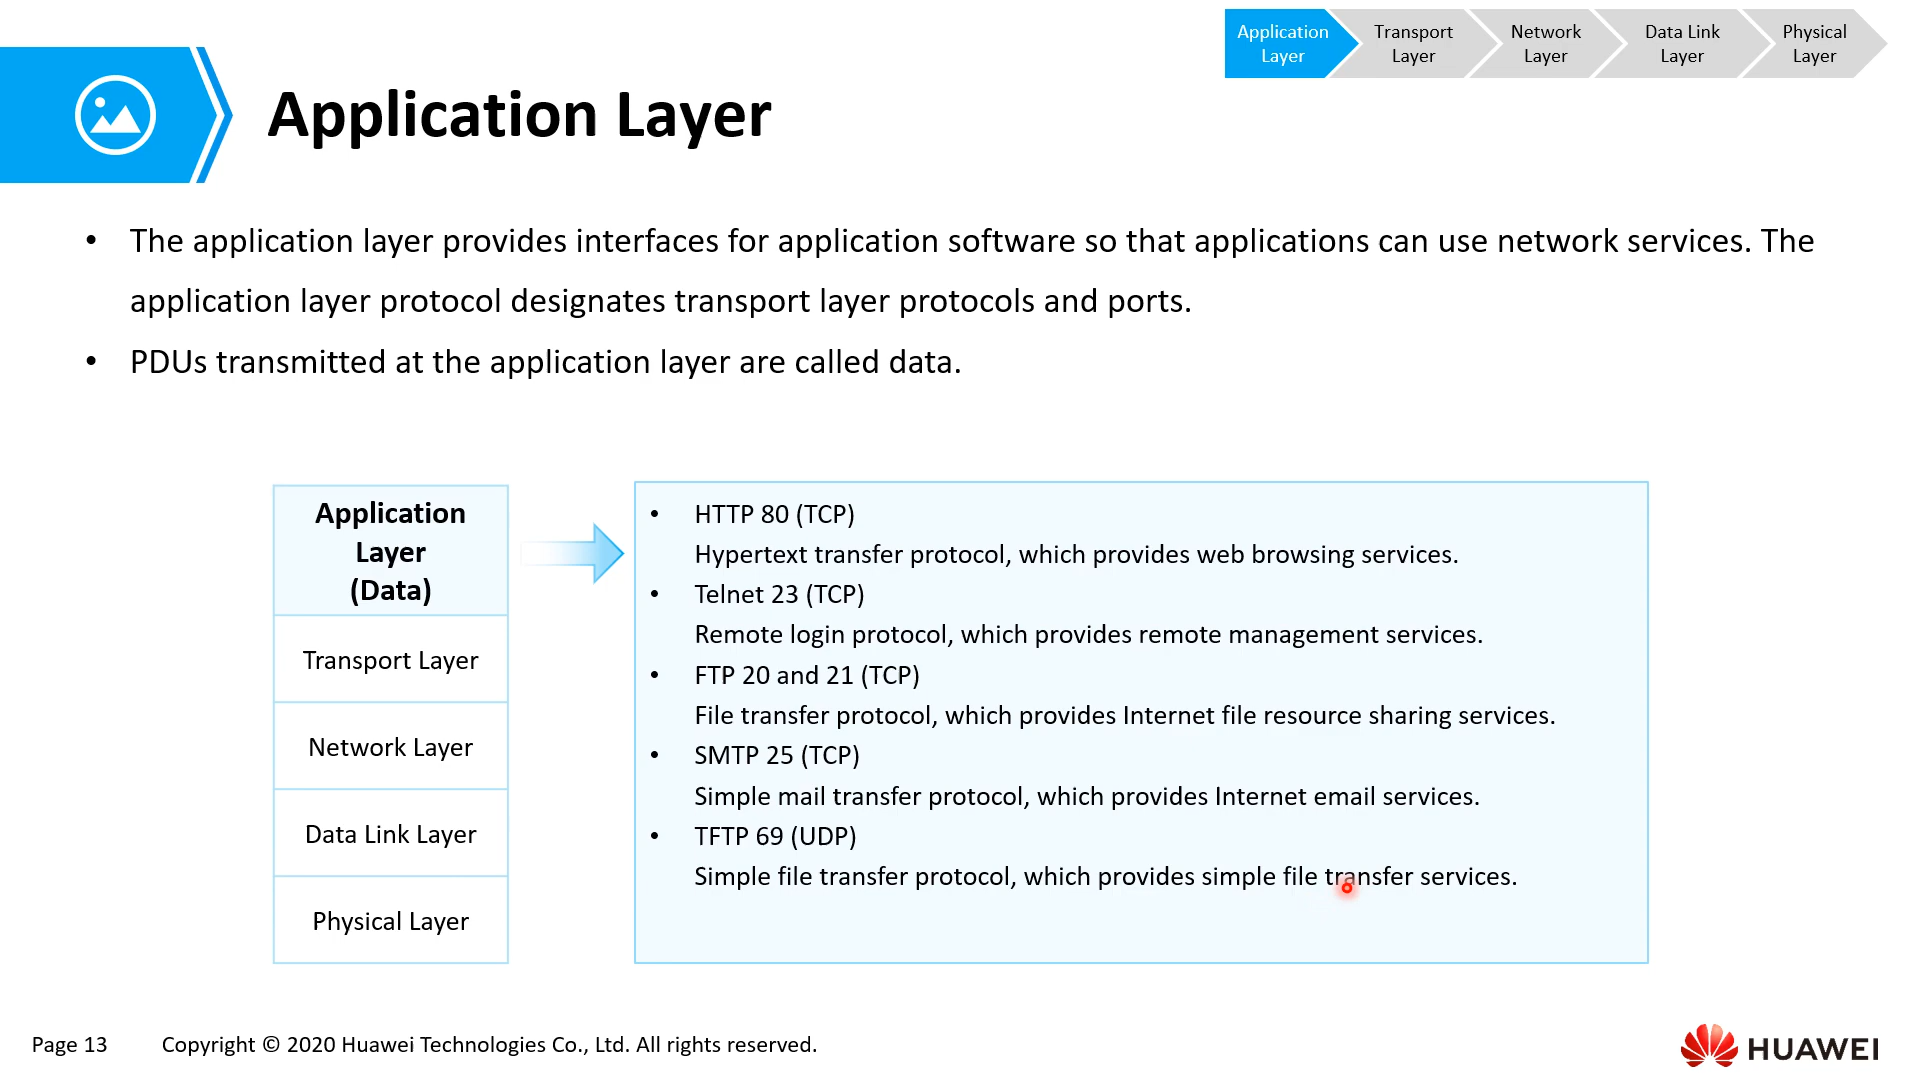 Application
Layer
Transport
Layer
Network
Layer
Data Link
Layer
Physical
Layer
Application Layer
• The application layer provides interfaces for application software so that applications can use network services. The
application layer protocol designates transport layer protocols and ports.
• PDUs transmitted at the application layer are called data.
Application
Layer
(Data)
Transport Layer
Network Layer
Data Link Layer
Physical Layer
• HTTP 80 (TCP)
Hypertext transfer protocol, which provides web browsing services.
• Telnet 23 (TCP)
Remote login protocol, which provides remote management services.
• FTP 20 and 21 (TCP)
File transfer protocol, which provides Internet file resource sharing services.
• SMTP 25 (TCP)
Simple mail transfer protocol, which provides Internet email services.
• TFTP 69 (UDP)
Simple file transfer protocol, which provides simple file transfer services.
Page 13 Copyright © 2020 Huawei Technologies Co., Ltd. All rights reserved.
HUAWEI